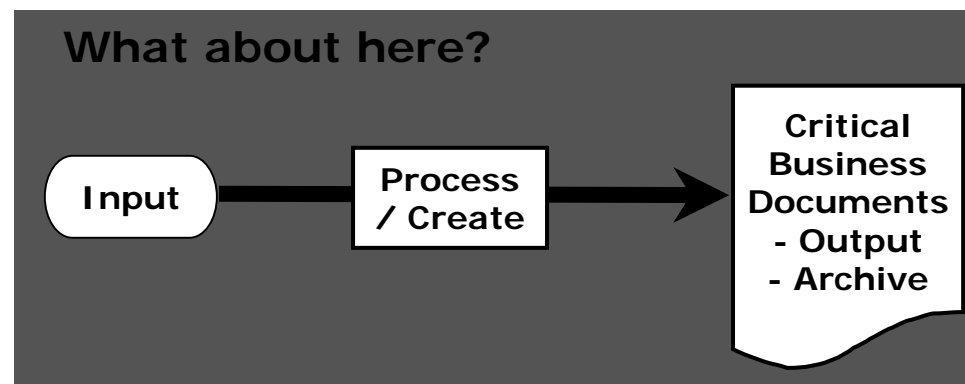 What about here?
Input
Process
/ Create
Critical
Business
Documents
- Output
- Archive